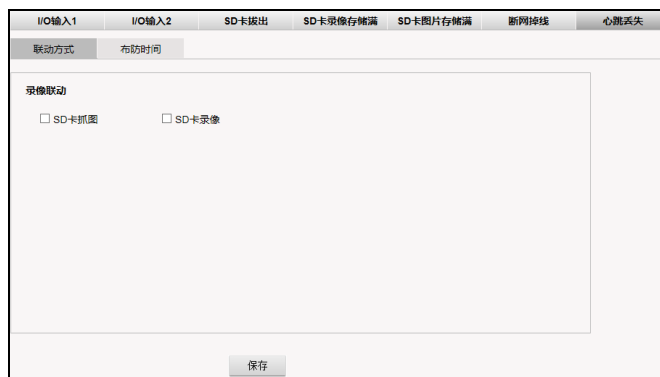 I/O输入1 I/O输入2 SD卡拔出 SD卡录像存储满 SD卡图片存储满 断网掉线 心跳丢失
联动方式 布防时间
录像联动
SD卡抓图 SD卡录像
保存